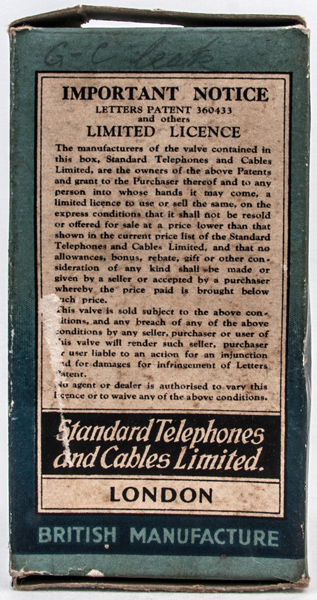 IMPORTANT NOTICE
LETTERS PATENT 360433
and others
LIMITED LICENCE
The manufacturers of the valve contained in
this box, Standard Telephones and Cables
Limited, are the owners of the above Patents
and grant to the Purchaser thereof and to any
person into whose hands it may come, a
limited licence to use or sell the same, on the
express conditions that it shall not be resold
or offered for sale at a price lower than that
shown in the current price list of the Standard
Telephones and Cables Limited, and that no
allowances, bonus, rebate, gift or other con-
sideration of any kind shall be made or
given by a seller or accepted by a purchaser
whereby the price paid is brought below
such price.
This valve is sold subject to the above con-
ditions, and any breach of any of the above
conditions by any seller, purchaser or user of
this valve will render such seller, purchaser
or user liable to an action for an injunction
and for damages for infringement of Letters
Patent.
No agent or dealer is authorised to vary this
licence or to waive any of the above conditions.
Standard Telephones
and Cables Limited.
LONDON
BRITISH MANUFACTURE